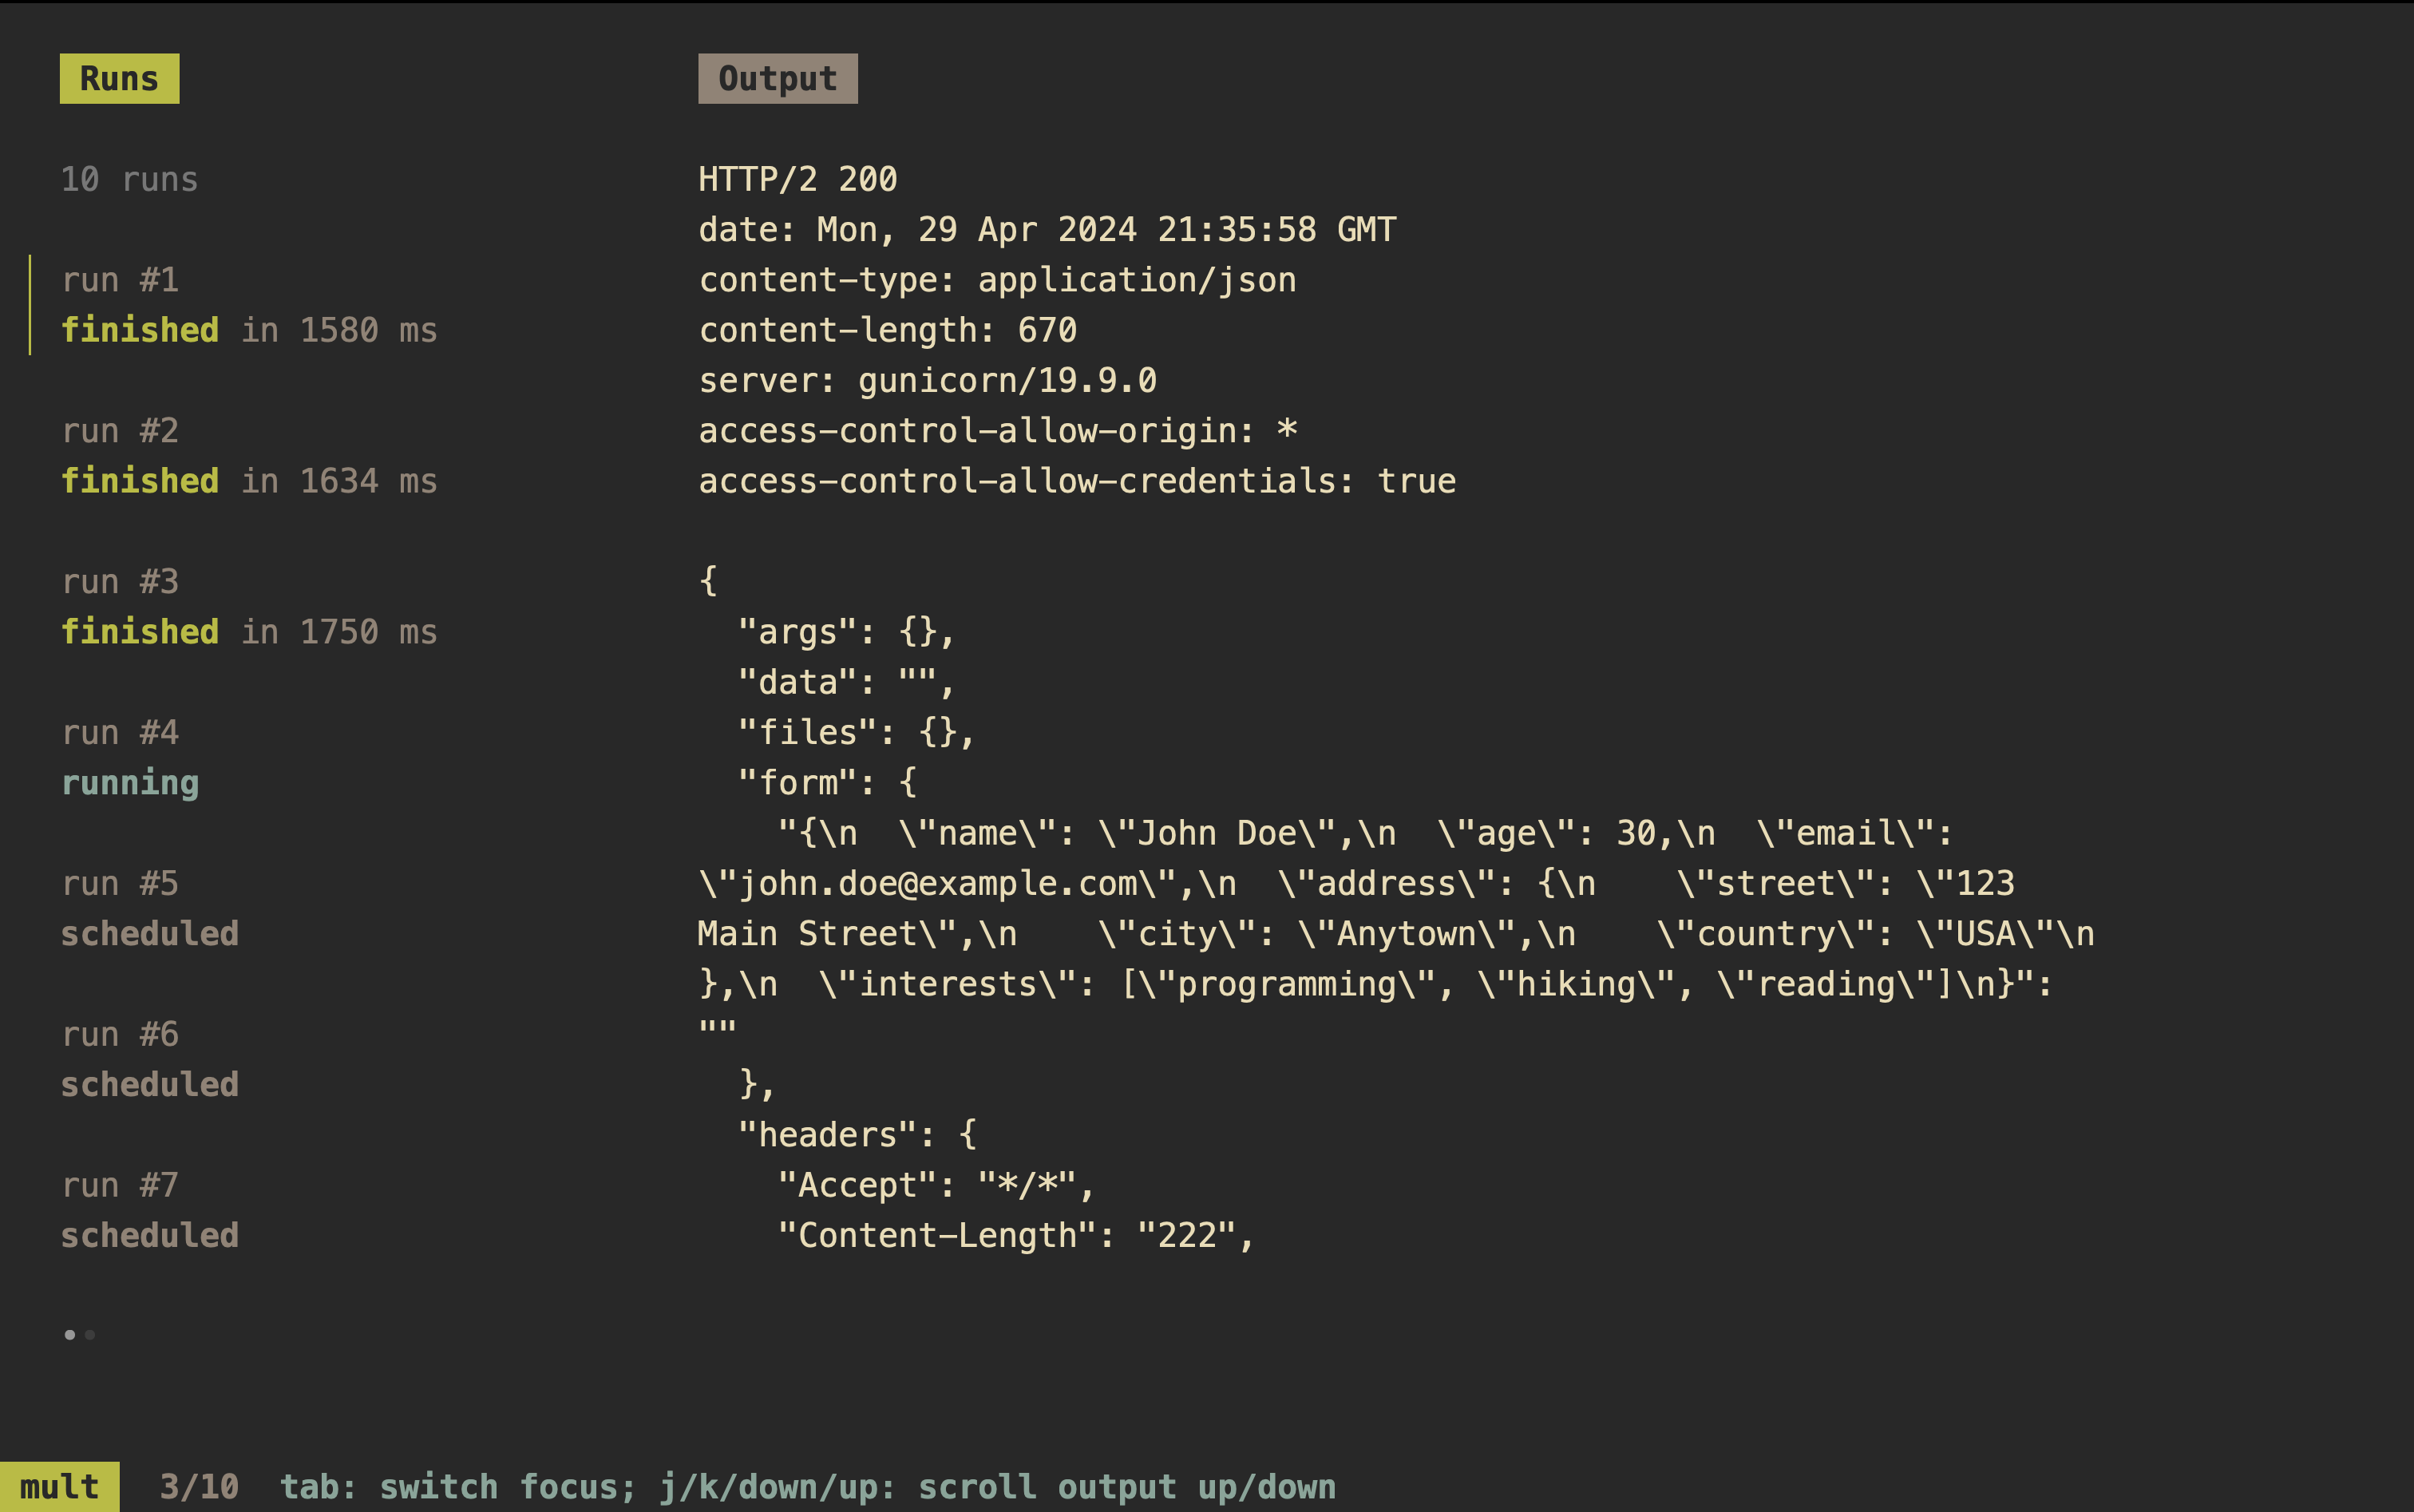 Runs
10 runs
run #1
finished in 1580 ms
run #2
finished in 1634 ms
run #3
finished in 1750 ms
run #4
running
run #5
scheduled
run #6
scheduled
run #7
scheduled
Output
HTTP/2 200
date: Mon, 29 Apr 2024 21:35:58 GMT
content-type: application/json
content-length: 670
server: gunicorn/19.9.0
access-control-allow-origin: *
access-control-allow-credentials: true
{
  "args": {},
  "data": "",
  "files": {},
  "form": {
    "{\n  \"name\": \"John Doe\",\n  \"age\": 30,\n  \"email\":
\"john.doe@example.com\",\n  \"address\": {\n    \"street\": \"123
Main Street\",\n    \"city\": \"Anytown\",\n    \"country\": \"USA\"\n
},\n  \"interests\": [\"programming\", \"hiking\", \"reading\"]\n}":
""
  },
  "headers": {
    "Accept": "*/*",
    "Content-Length": "222",
mult  3/10  tab: switch focus; j/k/down/up: scroll output up/down